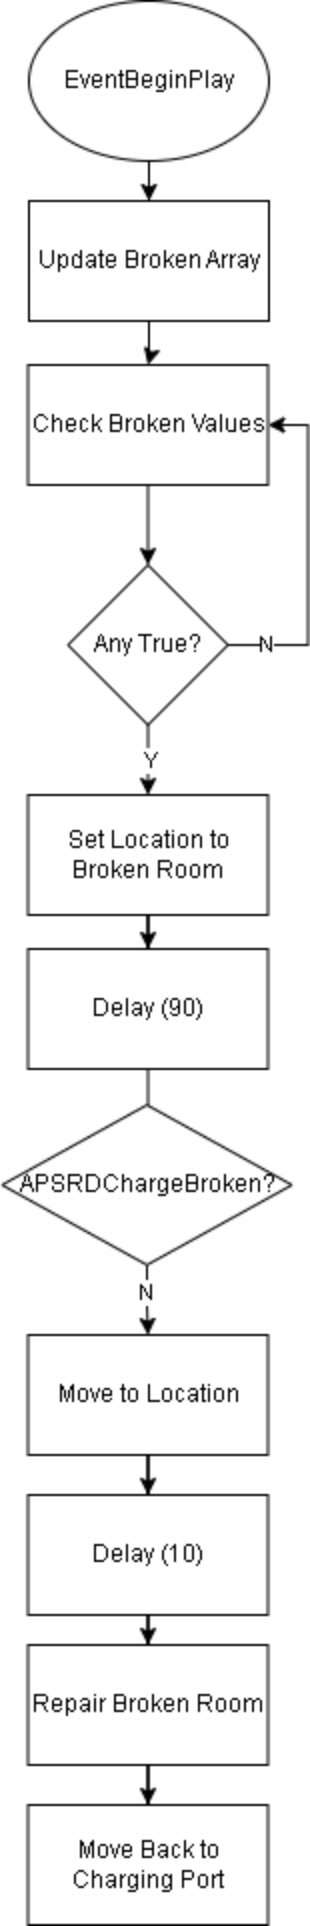 EventBeginPlay
Update Broken Array
Check Broken Values
Any True?
N
Y
Set Location to
Broken Room
Delay (90)
APSRDChargeBroken?
N
Move to Location
Delay (10)
Repair Broken Room
Move Back to
Charging Port